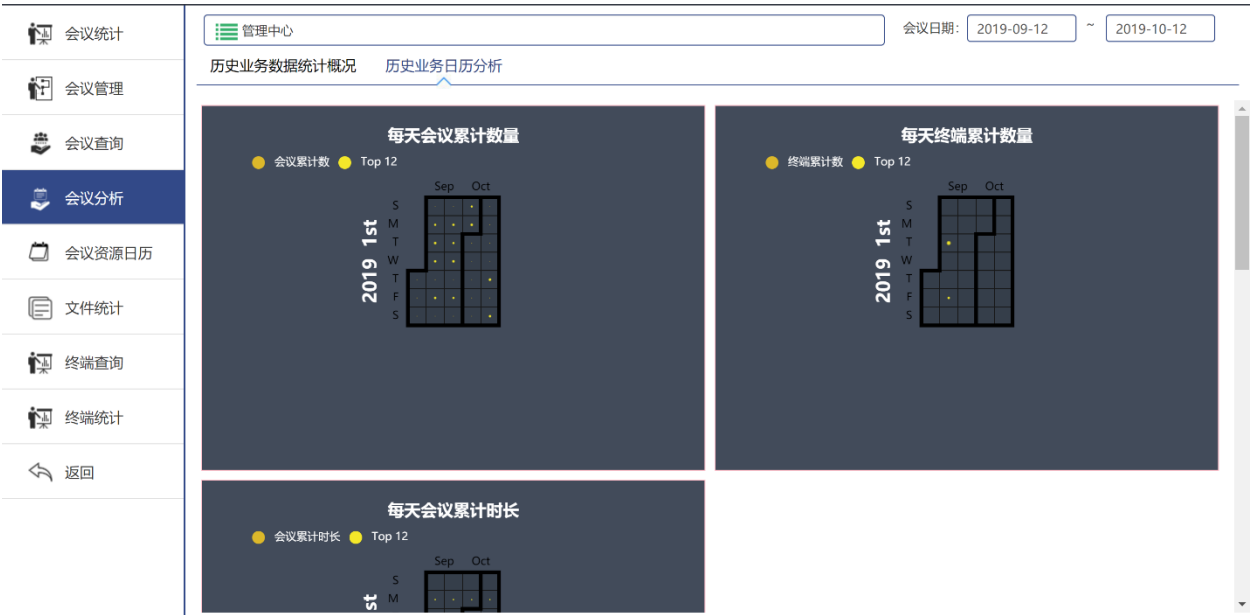 会议统计
会议管理
会议查询
会议分析
会议资源日历
文件统计
终端查询
终端统计
返回
管理中心
会议日期: 2019-09-12 ~ 2019-10-12
历史业务数据统计概况 历史业务日历分析
每天会议累计数量
会议累计数 Top 12
Sep Oct
2019 1st
S
M
T
W
T
F
S
每天终端累计数量
终端累计数 Top 12
Sep Oct
2019 1st
S
M
T
W
T
F
S
每天会议累计时长
会议累计时长 Top 12
Sep Oct
st
S
M